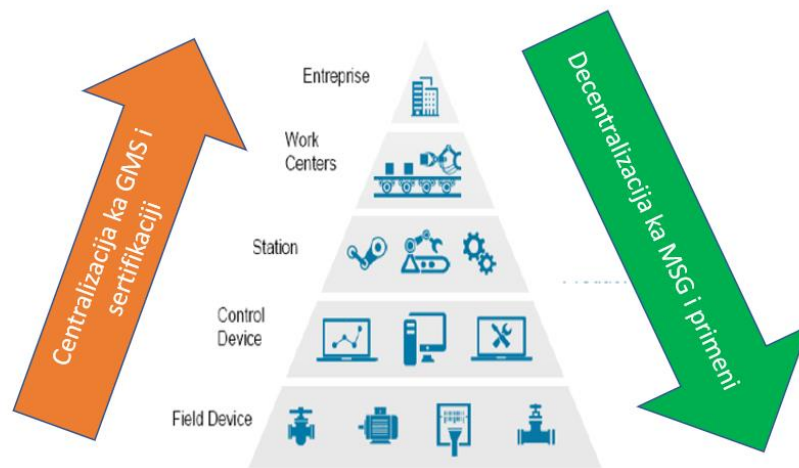 Centralizacija ka GMS i
sertifikaciji
Entreprise
Work
Centers
Station
Control
Device
Field Device
Decentralizacija ka MSG i primeni